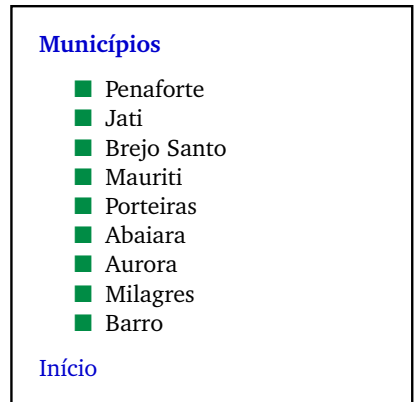 Municípios
Penaforte
Jati
Brejo Santo
Mauriti
Porteiras
Abaiara
Aurora
Milagres
Barro
Início